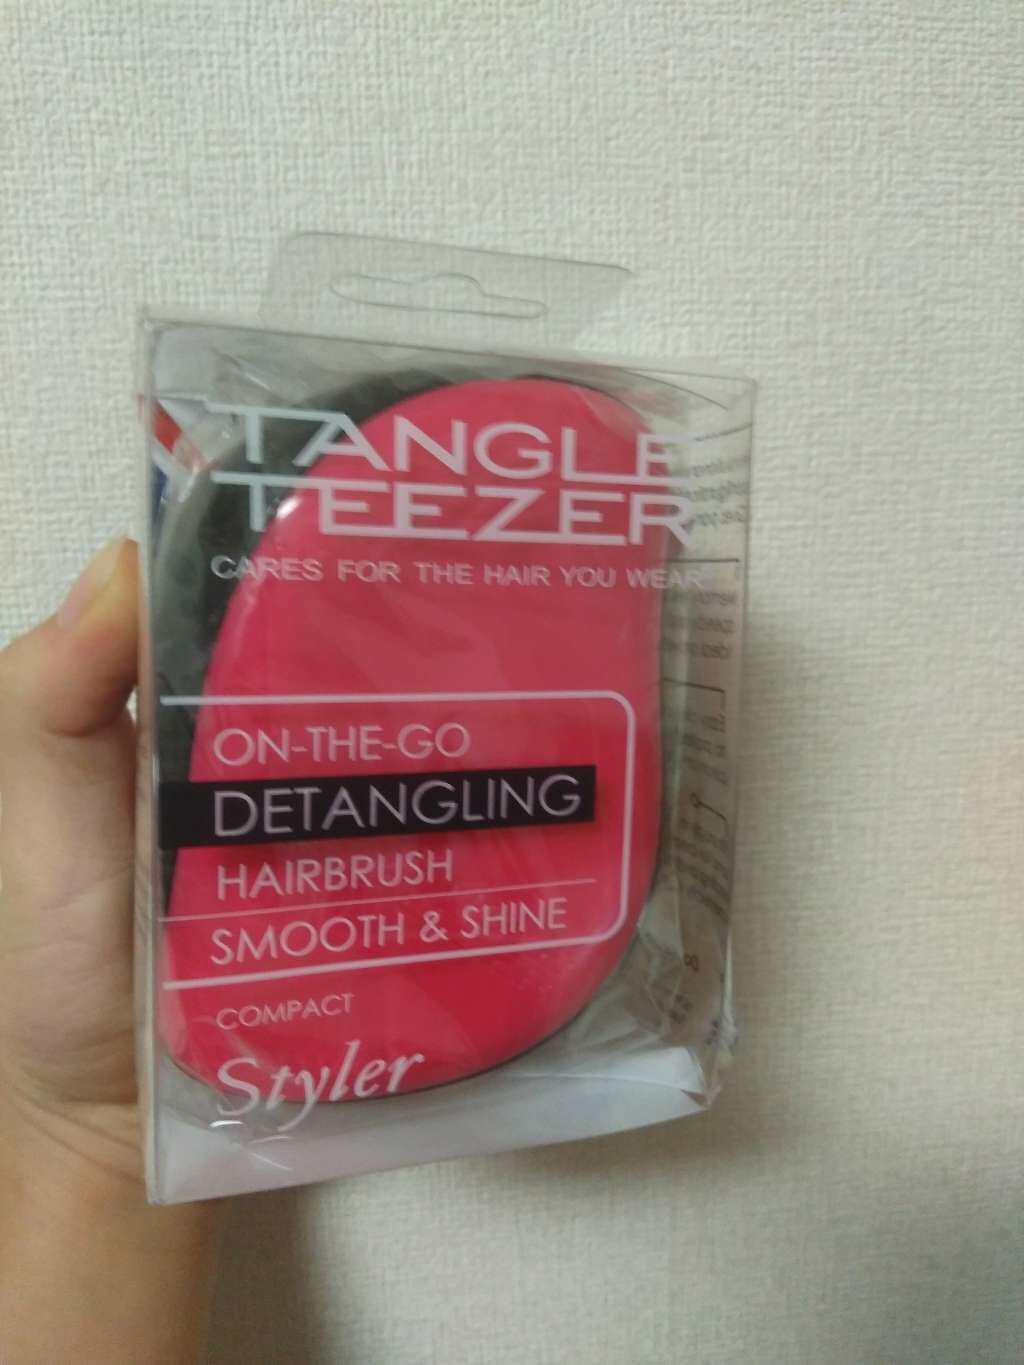 TANGLE
TEEZER
CARES FOR THE HAIR YOU WEAR
ON-THE-GO
DETANGLING
HAIRBRUSH
SMOOTH & SHINE
COMPACT
Styler